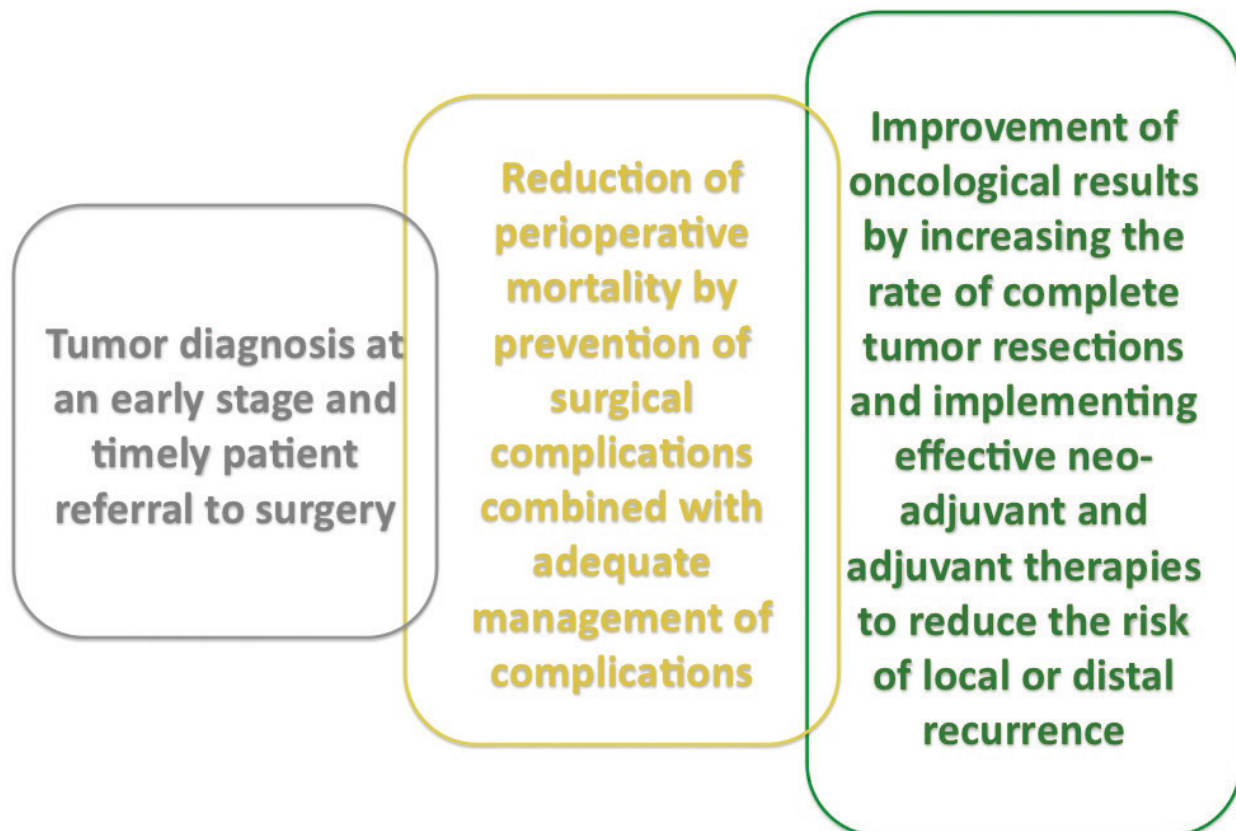 Tumor diagnosis at
an early stage and
timely patient
referral to surgery
Reduction of
perioperative
mortality by
prevention of
surgical
complications
combined with
adequate
management of
complications
Improvement of
oncological results
by increasing the
rate of complete
tumor resections
and implementing
effective neo-
adjuvant and
adjuvant therapies
to reduce the risk
of local or distal
recurrence